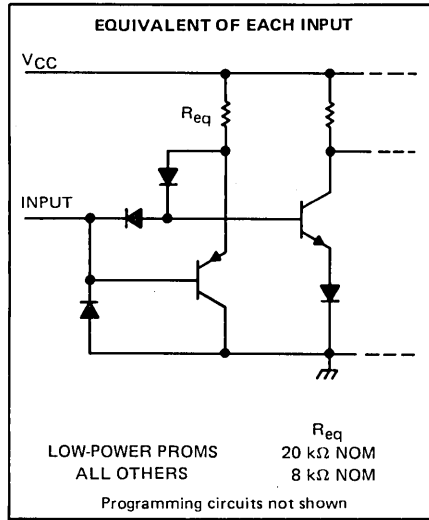 EQUIVALENT OF EACH INPUT
VCC
Req
INPUT
Req
LOW-POWER PROMS 20 kΩ NOM
ALL OTHERS 8 kΩ NOM
Programming circuits not shown